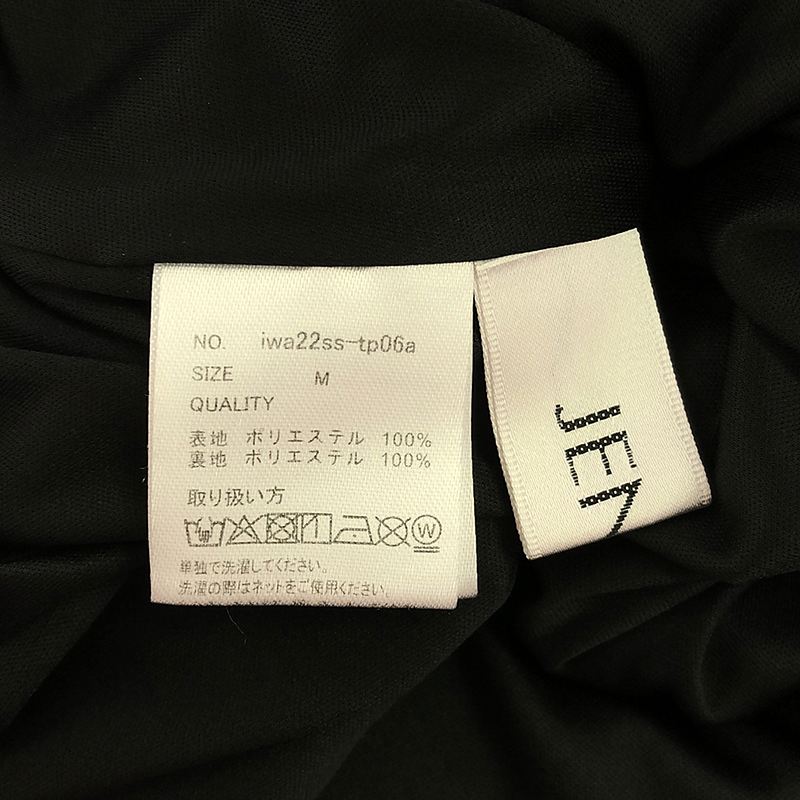 NO. iwa22ss-tp06a
SIZE M
QUALITY
表地 ポリエステル 100%
裏地 ポリエステル 100%
取り扱い方
W
単独で洗濯してください。
洗濯の際はネットをご使用ください。
JE